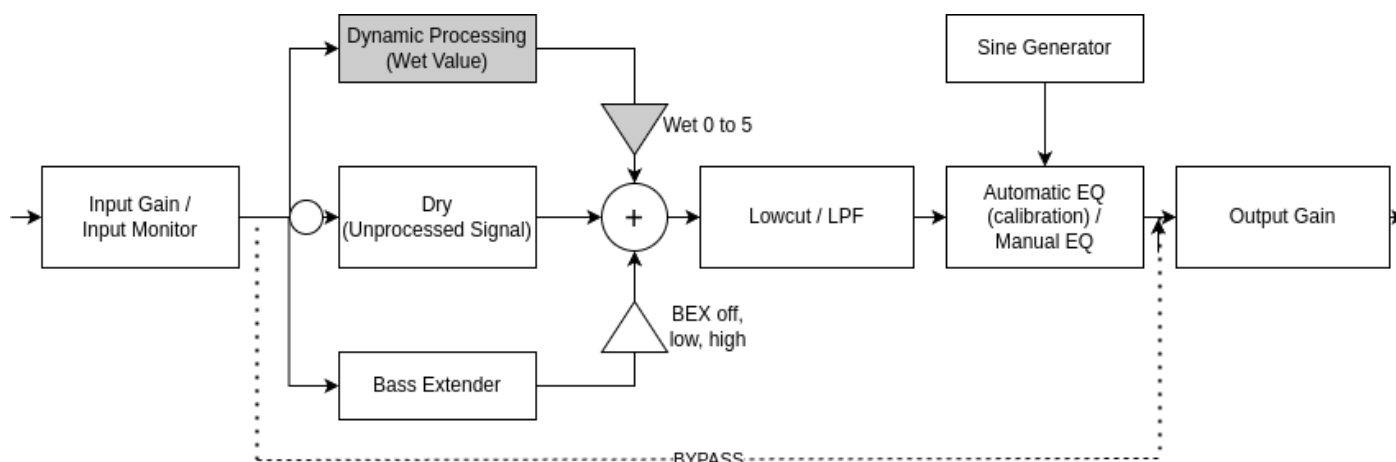 Dynamic Processing
(Wet Value)
Sine Generator
Wet 0 to 5
Input Gain /
Input Monitor
Dry
(Unprocessed Signal)
+
Lowcut / LPF
Automatic EQ
(calibration) /
Manual EQ
Output Gain
BEX off,
low, high
Bass Extender
BYPASS